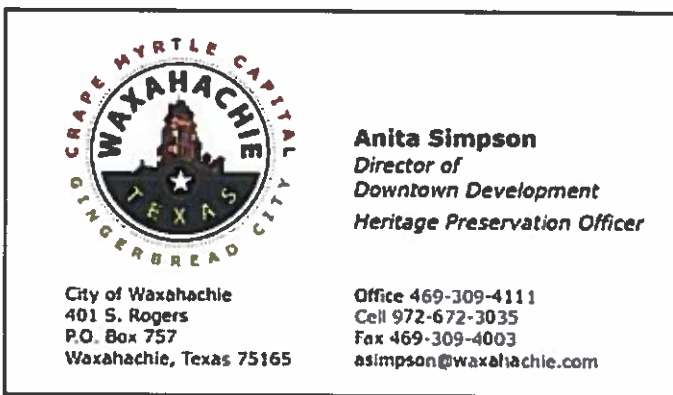 CRAPE MYRTLE CAPITAL
WAXAHACHIE
TEXAS
GINGERBREAD CITY
Anita Simpson
Director of
Downtown Development
Heritage Preservation Officer
City of Waxahachie
401 S. Rogers
P.O. Box 757
Waxahachie, Texas 75165
Office 469-309-4111
Cell 972-672-3035
Fax 469-309-4003
asimpson@waxahachie.com